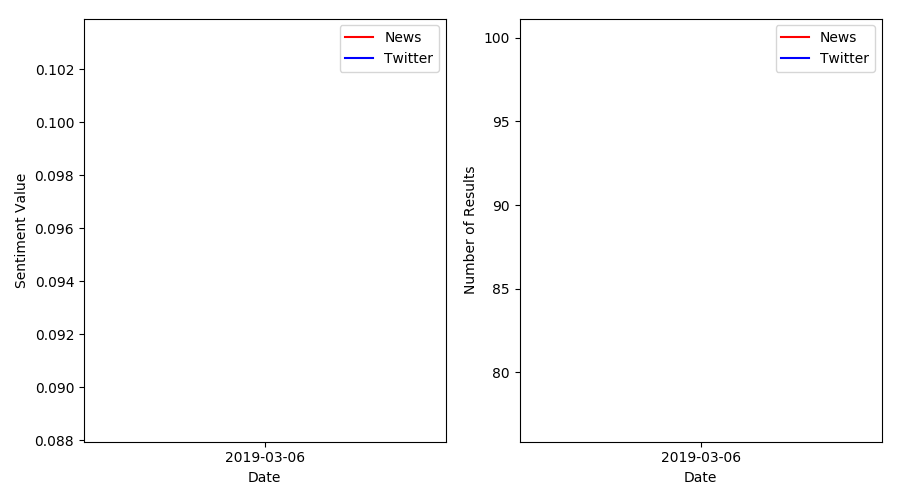 News
Twitter
0.102
0.100
0.098
0.096
0.094
0.092
0.090
0.088
Sentiment Value
2019-03-06
Date
News
Twitter
100
95
90
85
80
Number of Results
2019-03-06
Date